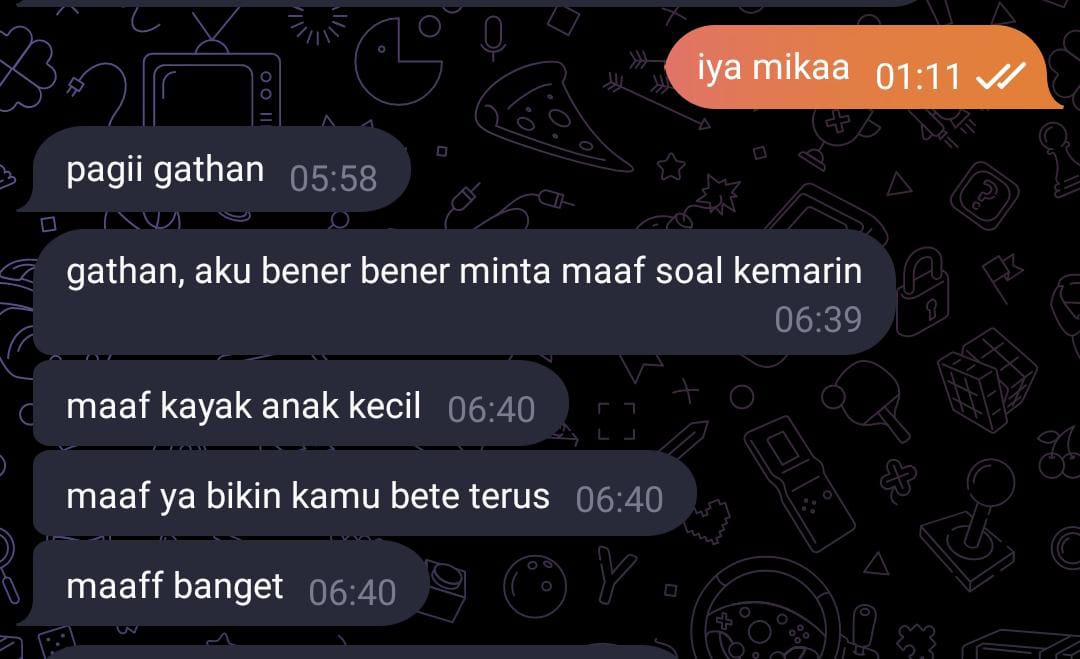 iya mikaa 01:11
pagii gathan 05:58
gathan, aku bener bener minta maaf soal kemarin
06:39
maaf kayak anak kecil 06:40
maaf ya bikin kamu bete terus 06:40
maaff banget 06:40